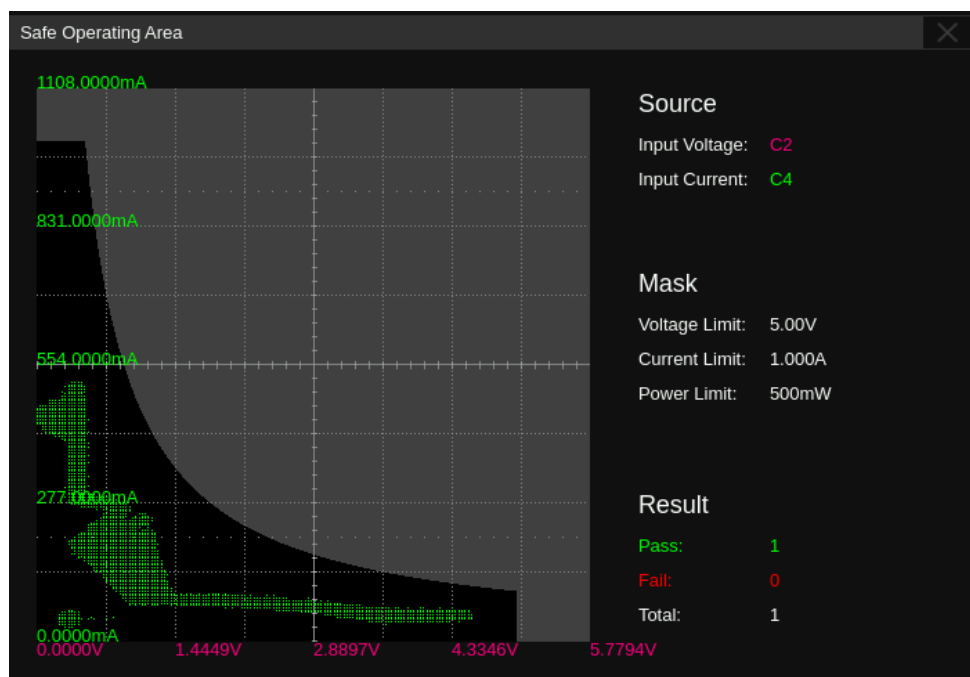 Safe Operating Area
1108.0000mA
831.0000mA
554.0000mA
277.0000mA
0.0000mA
0.0000V 1.4449V 2.8897V 4.3346V 5.7794V
Source
Input Voltage: C2
Input Current: C4
Mask
Voltage Limit: 5.00V
Current Limit: 1.000A
Power Limit: 500mW
Result
Pass: 1
Fail: 0
Total: 1